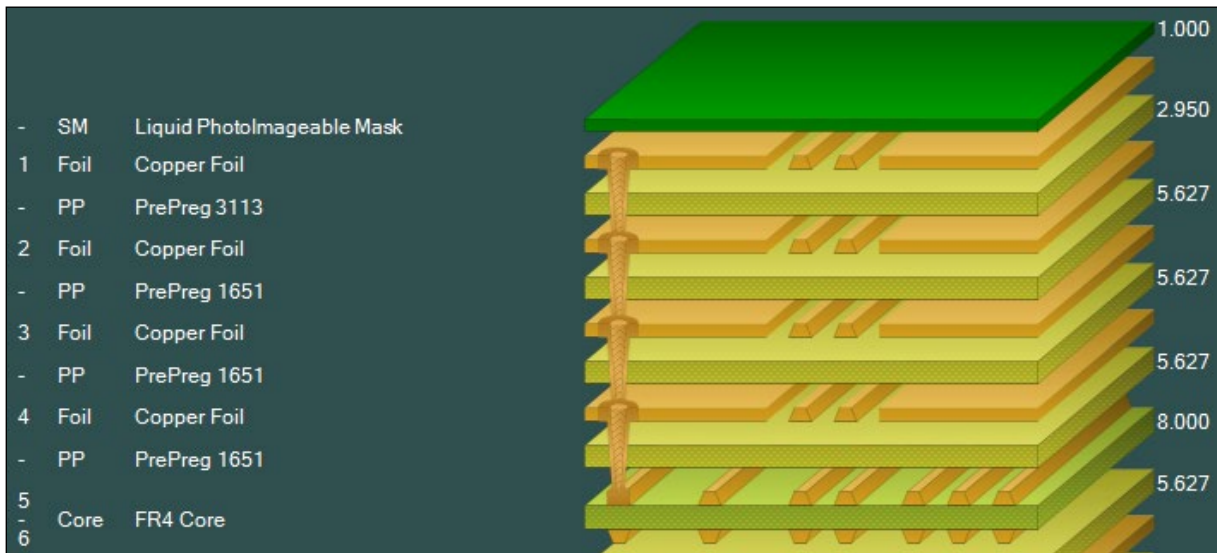 1.000
2.950
- SM Liquid PhotoImageable Mask
1 Foil Copper Foil
5.627
- PP PrePreg 3113
2 Foil Copper Foil
5.627
- PP PrePreg 1651
3 Foil Copper Foil
5.627
- PP PrePreg 1651
4 Foil Copper Foil
8.000
- PP PrePreg 1651
5.627
5
- Core FR4 Core
6